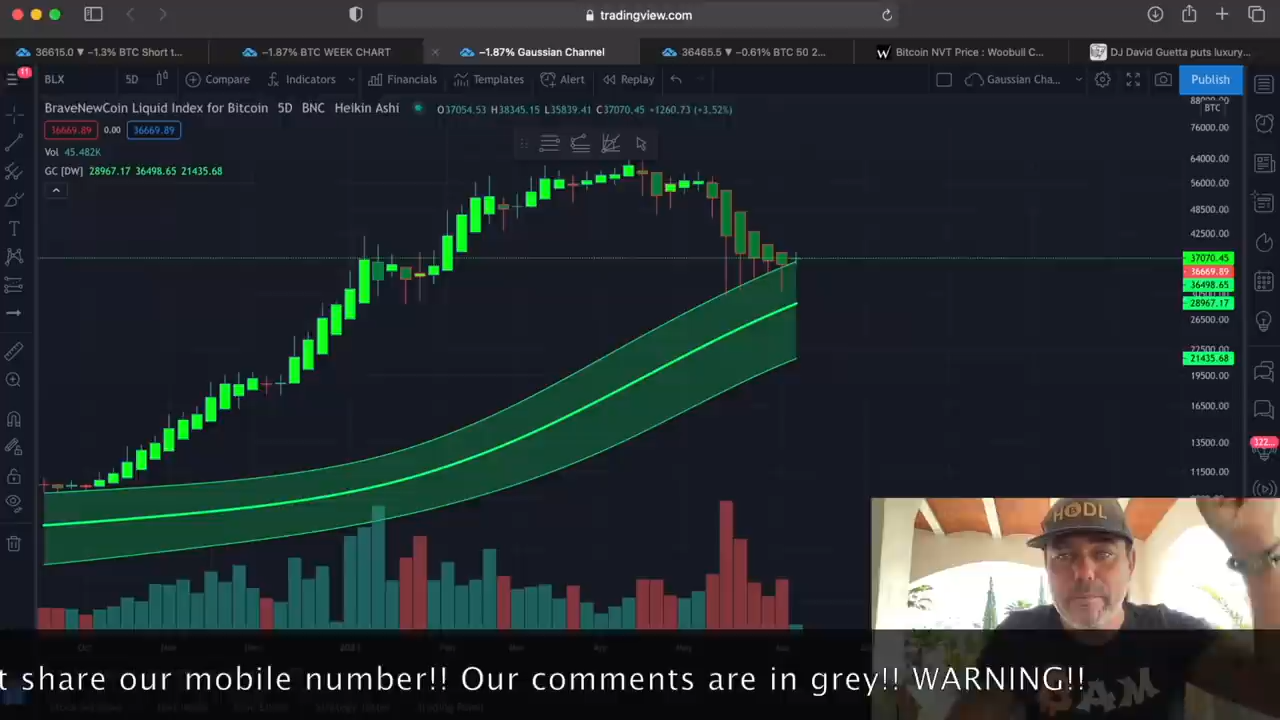 tradingview.com
36615.0 ▼ −1.3% BTC Short t...
−1.87% BTC WEEK CHART
−1.87% Gaussian Channel
36465.5 ▼ −0.61% BTC 50 2...
W Bitcoin NVT Price : Woobull C...
DJ David Guetta puts luxury...
11
BLX
5D
Compare
Indicators
Financials
Templates
Alert
Replay
Gaussian Cha...
Publish
BraveNewCoin Liquid Index for Bitcoin 5D BNC Heikin Ashi
O37054.53 H38345.15 L35839.41 C37070.45 +1260.73 (+3.52%)
36669.89 0.00 36669.89
Vol 45.482K
GC [DW] 28967.17 36498.65 21435.68
BTC
76000.00
64000.00
56000.00
48500.00
42500.00
37070.45
36669.89
36498.65
28967.17
26500.00
21435.68
19500.00
16500.00
13500.00
11500.00
322...
HODL
t share our mobile number!! Our comments are in grey!! WARNING!!